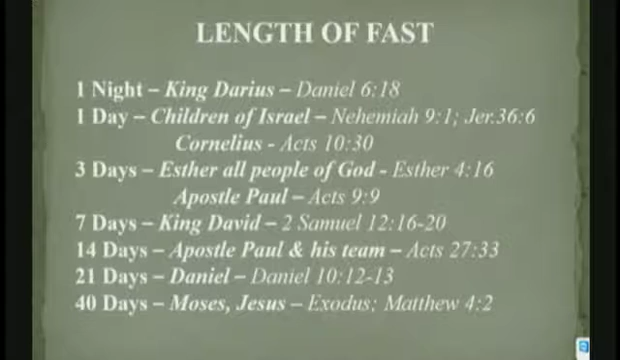 LENGTH OF FAST
1 Night – King Darius – Daniel 6:18
1 Day – Children of Israel – Nehemiah 9:1; Jer.36:6
Cornelius - Acts 10:30
3 Days – Esther all people of God - Esther 4:16
Apostle Paul – Acts 9:9
7 Days – King David – 2 Samuel 12:16-20
14 Days – Apostle Paul & his team – Acts 27:33
21 Days – Daniel – Daniel 10:12-13
40 Days – Moses, Jesus – Exodus; Matthew 4:2